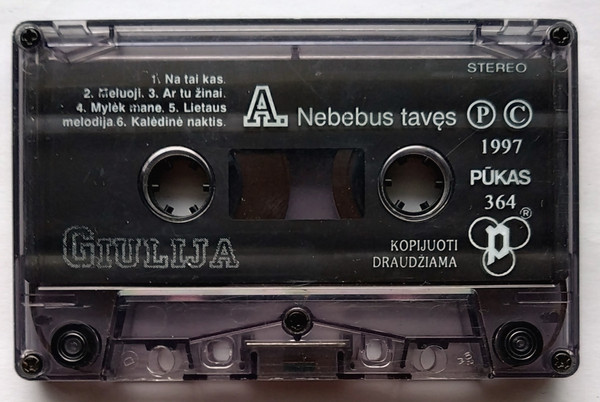 STEREO
1. Na tai kas.
2. Meluoji. 3. Ar tu žinai.
4. Mylėk mane. 5. Lietaus
melodija.6. Kalėdinė naktis.
A. Nebebus tavęs Ⓟ Ⓒ
1997
PŪKAS
364
GIULIJA
KOPIJUOTI
DRAUDŽIAMA
p ®